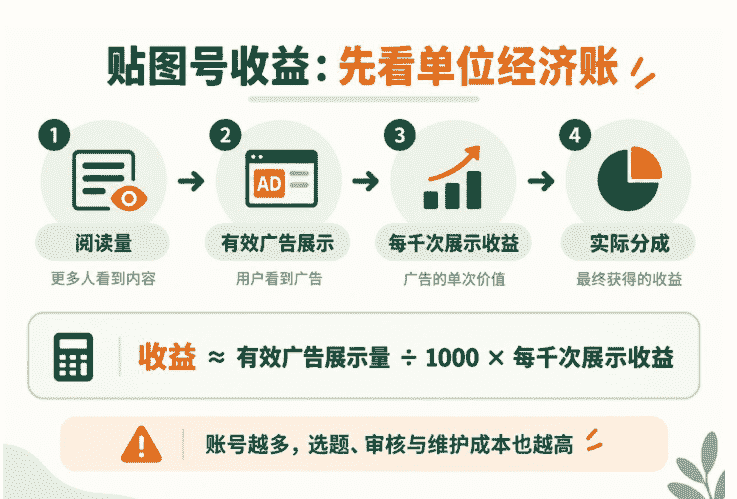 贴图号收益：先看单位经济账
1
2
3
4
AD
阅读量
有效广告展示
每千次展示收益
实际分成
更多人看到内容
用户看到广告
广告的单次价值
最终获得的收益
收益 ≈ 有效广告展示量 ÷ 1000 × 每千次展示收益
账号越多，选题、审核与维护成本也越高